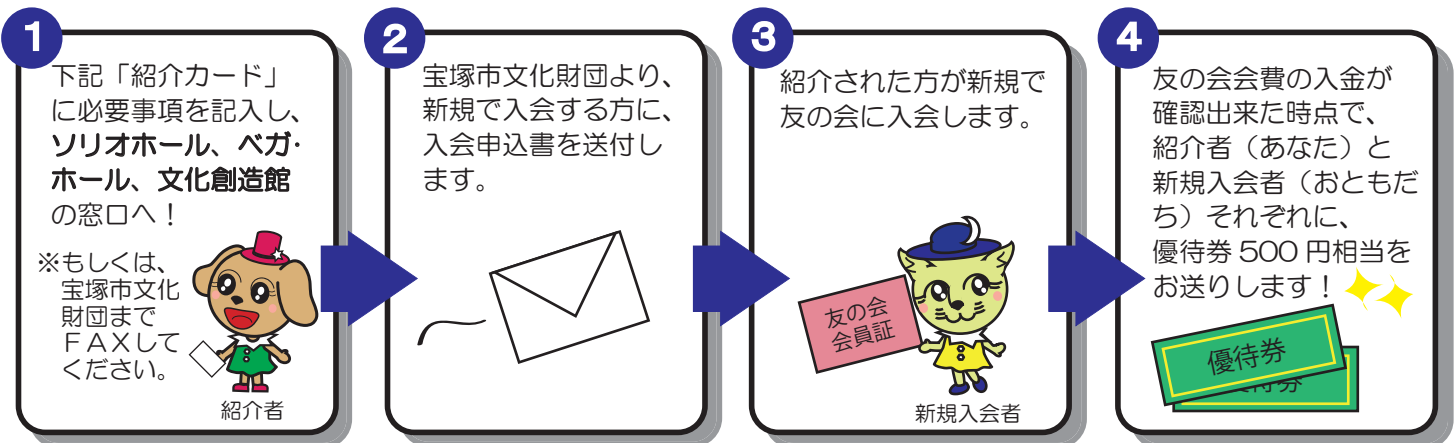 1
下記「紹介カード」
に必要事項を記入し、
ソリオホール、ベガ・
ホール、文化創造館
の窓口へ！
※もしくは、
宝塚市文化
財団まで
ＦＡＸして
ください。
紹介者
2
宝塚市文化財団より、
新規で入会する方に、
入会申込書を送付し
ます。
3
紹介された方が新規で
友の会に入会します。
友の会
会員証
新規入会者
4
友の会会費の入金が
確認出来た時点で、
紹介者（あなた）と
新規入会者（おともだ
ち）それぞれに、
優待券 500 円相当を
お送りします！
優待券
待券